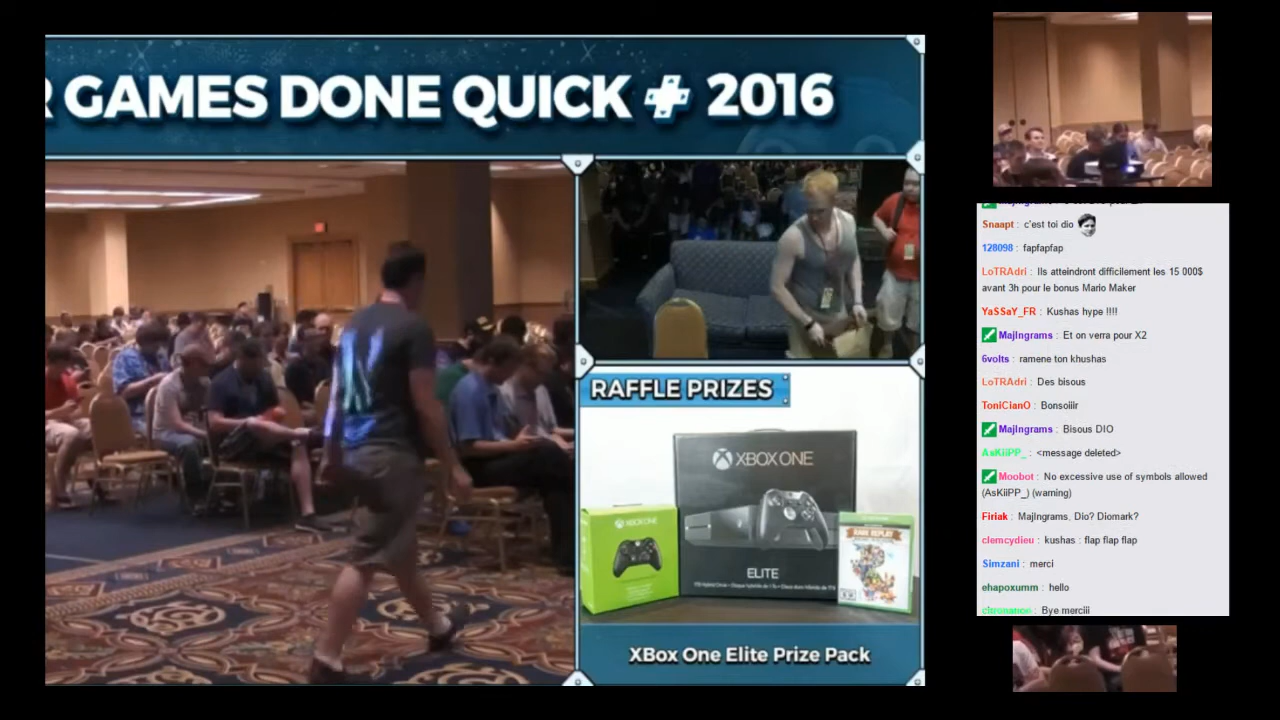 R GAMES DONE QUICK # 2016
RAFFLE PRIZES
XBOX ONE
XBOX ONE
RARE REPLAY
ELITE
XBox One Elite Prize Pack
Snaapt : c'est toi dio
128098 : fapfapfap
LoTRAdri : Ils atteindront difficilement les 15 000$
avant 3h pour le bonus Mario Maker
YaSSaY_FR : Kushas hype !!!!
MajIngrams : Et on verra pour X2
6volts : ramene ton khushas
LoTRAdri : Des bisous
ToniCianO : Bonsoiiir
MajIngrams : Bisous DIO
AsKiiPP_ : <message deleted>
Moobot : No excessive use of symbols allowed
(AsKiiPP_) (warning)
Firiak : MajIngrams, Dio? Diomark?
clemcydieu : kushas : flap flap flap
Simzani : merci
ehapoxumm : hello
citronation : Bye merciii